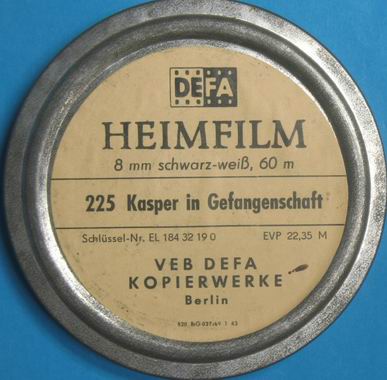 DEFA
HEIMFILM
8 mm schwarz-weiß, 60 m
225 Kasper in Gefangenschaft
Schlüssel-Nr. EL 184 32 19 0 EVP 22,35 M
VEB DEFA
KOPIERWERKE
Berlin